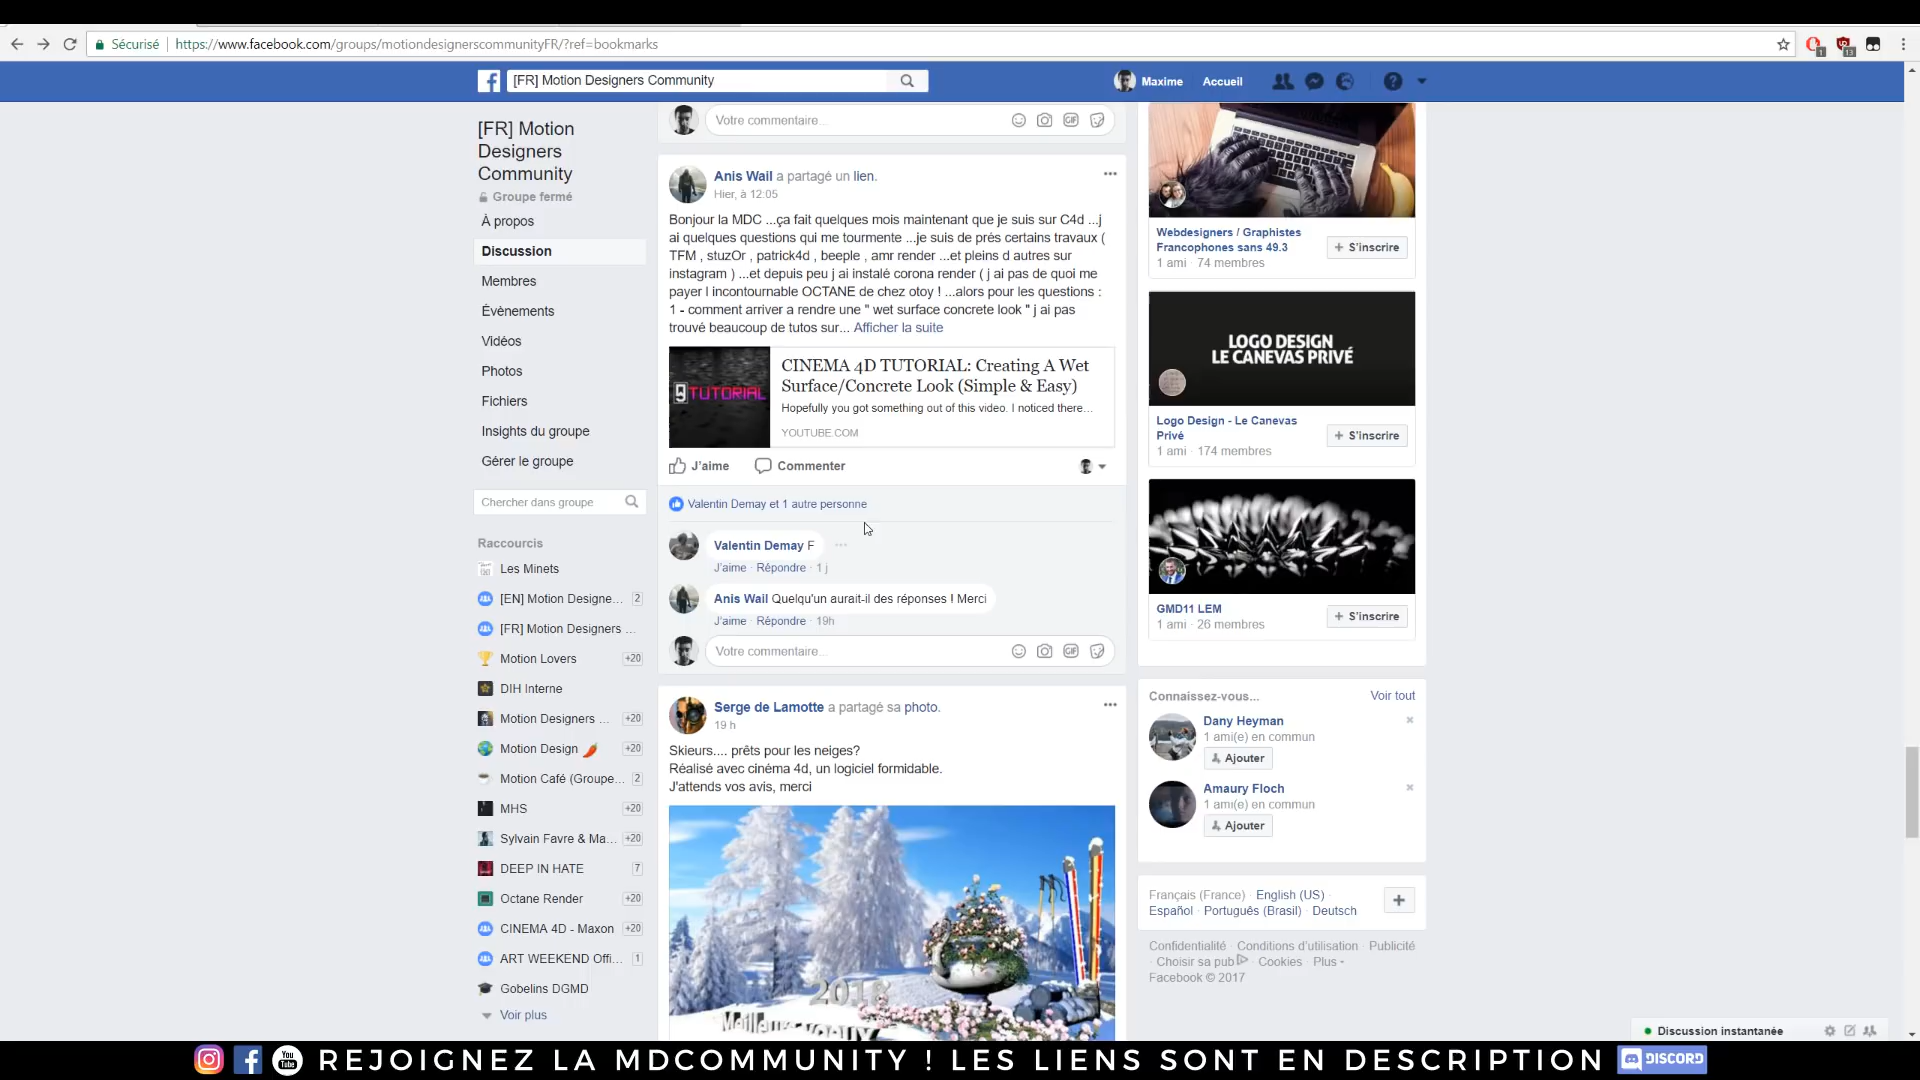 Sécurisé
https://www.facebook.com/groups/motiondesignerscommunityFR/?ref=bookmarks
1
13
[FR] Motion Designers Community
Maxime
Accueil
[FR] Motion
Designers
Community
Groupe fermé
À propos
Discussion
Membres
Évènements
Vidéos
Photos
Fichiers
Insights du groupe
Gérer le groupe
Chercher dans groupe
Raccourcis
Les Minets
[EN] Motion Designe... 2
[FR] Motion Designers ...
Motion Lovers +20
DIH Interne
Motion Designers ... +20
Motion Design +20
Motion Café (Groupe... 2
MHS +20
Sylvain Favre & Ma... +20
DEEP IN HATE 7
Octane Render +20
CINEMA 4D - Maxon +20
ART WEEKEND Offi... 1
Gobelins DGMD
Voir plus
Votre commentaire...
GIF
Anis Wail a partagé un lien.
Hier, à 12:05
Bonjour la MDC ...ça fait quelques mois maintenant que je suis sur C4d ...j
ai quelques questions qui me tourmente ...je suis de prés certains travaux (
TFM , stuzOr , patrick4d , beeple , amr render ...et pleins d autres sur
instagram ) ...et depuis peu j ai instalé corona render ( j ai pas de quoi me
payer l incontournable OCTANE de chez otoy ! ...alors pour les questions :
1 - comment arriver a rendre une " wet surface concrete look " j ai pas
trouvé beaucoup de tutos sur... Afficher la suite
TUTORIAL
CINEMA 4D TUTORIAL: Creating A Wet
Surface/Concrete Look (Simple & Easy)
Hopefully you got something out of this video. I noticed there...
YOUTUBE.COM
J'aime Commenter
Valentin Demay et 1 autre personne
Valentin Demay F
J'aime · Répondre · 1 j
Anis Wail Quelqu'un aurait-il des réponses ! Merci
J'aime · Répondre · 19h
Votre commentaire...
GIF
Serge de Lamotte a partagé sa photo.
19 h
Skieurs.... prêts pour les neiges?
Réalisé avec cinéma 4d, un logiciel formidable.
J'attends vos avis, merci
2018
Webdesigners / Graphistes
Francophones sans 49.3
1 ami · 74 membres
+ S'inscrire
LOGO DESIGN
LE CANEVAS PRIVÉ
Logo Design - Le Canevas
Privé
1 ami · 174 membres
+ S'inscrire
GMD11 LEM
1 ami · 26 membres
+ S'inscrire
Connaissez-vous... Voir tout
Dany Heyman
1 ami(e) en commun
Ajouter
Amaury Floch
1 ami(e) en commun
Ajouter
Français (France) · English (US) ·
Español · Português (Brasil) · Deutsch
Confidentialité · Conditions d'utilisation · Publicité
· Choisir sa pub · Cookies · Plus
Facebook © 2017
Discussion instantanée
You Tube
REJOIGNEZ LA MDCOMMUNITY ! LES LIENS SONT EN DESCRIPTION
DISCORD